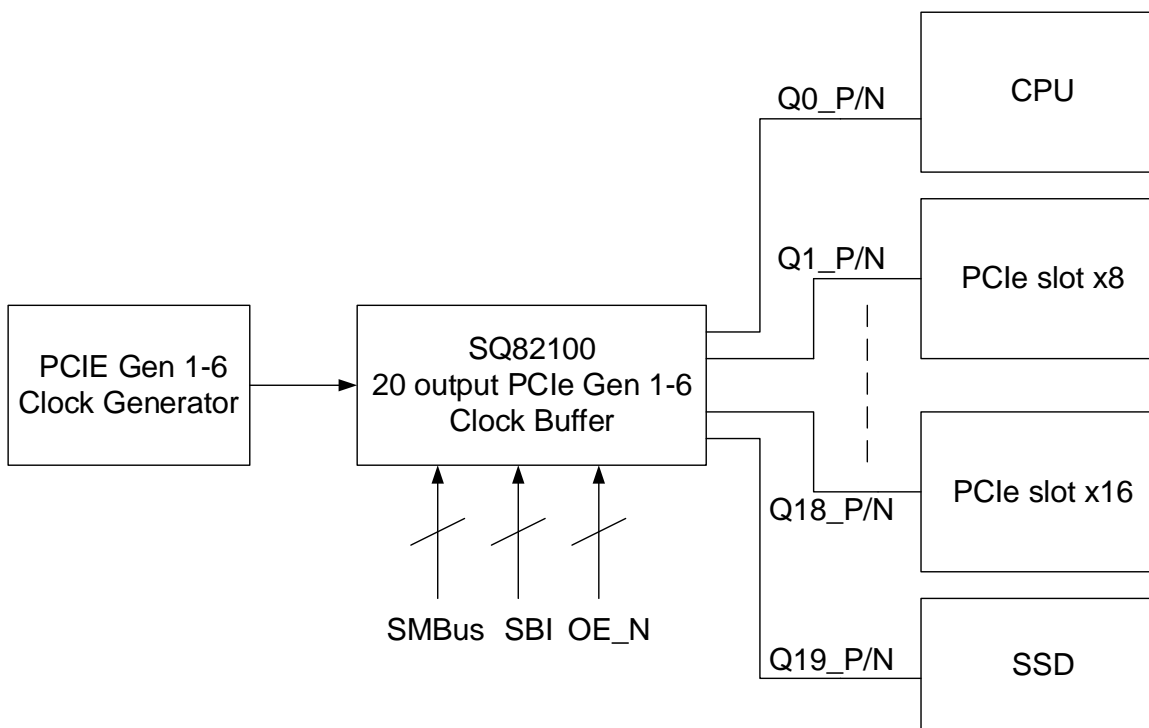 CPU
Q0_P/N
Q1_P/N
PCIe slot x8
PCIE Gen 1-6
Clock Generator
SQ82100
20 output PCIe Gen 1-6
Clock Buffer
PCIe slot x16
Q18_P/N
SMBus
SBI
OE_N
Q19_P/N
SSD